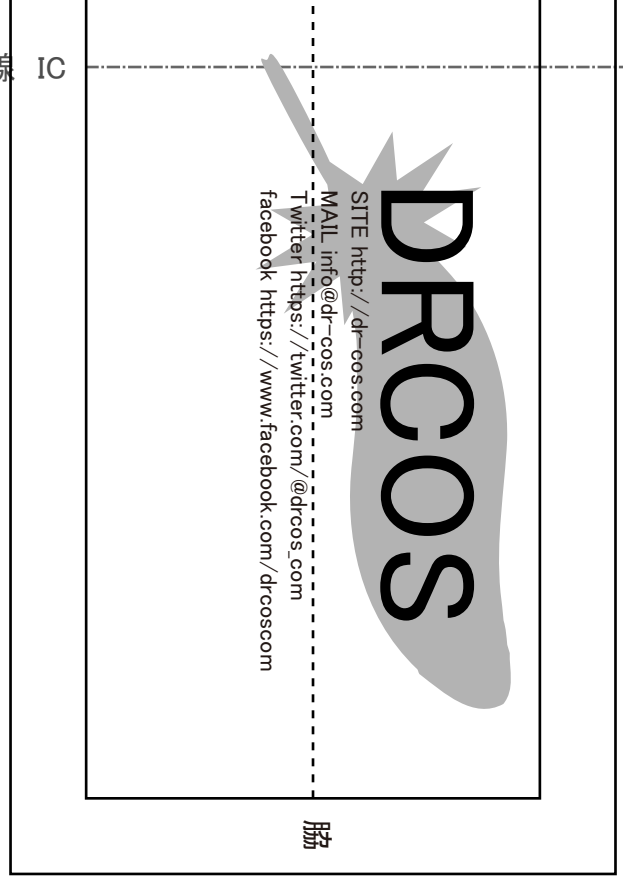 線 IC
DRCOS
SITE http://dr-cos.com
MAIL info@dr-cos.com
Twitter https://twitter.com/@drcos_com
facebook https://www.facebook.com/drcoscom
脇